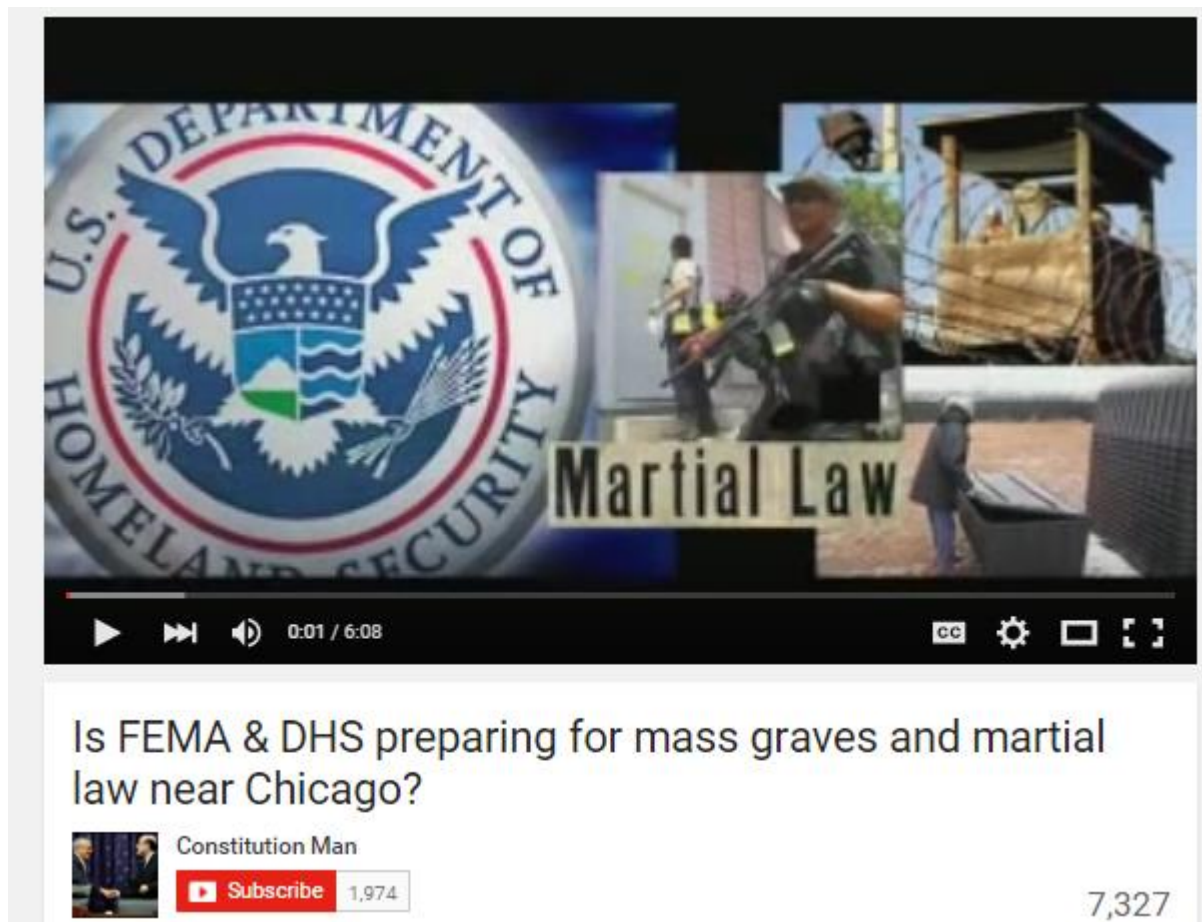 U.S. DEPARTMENT OF
HOMELAND SECURITY
Martial Law
0:01 / 6:08
CC
Is FEMA & DHS preparing for mass graves and martial
law near Chicago?
Constitution Man
Subscribe
1,974
7,327